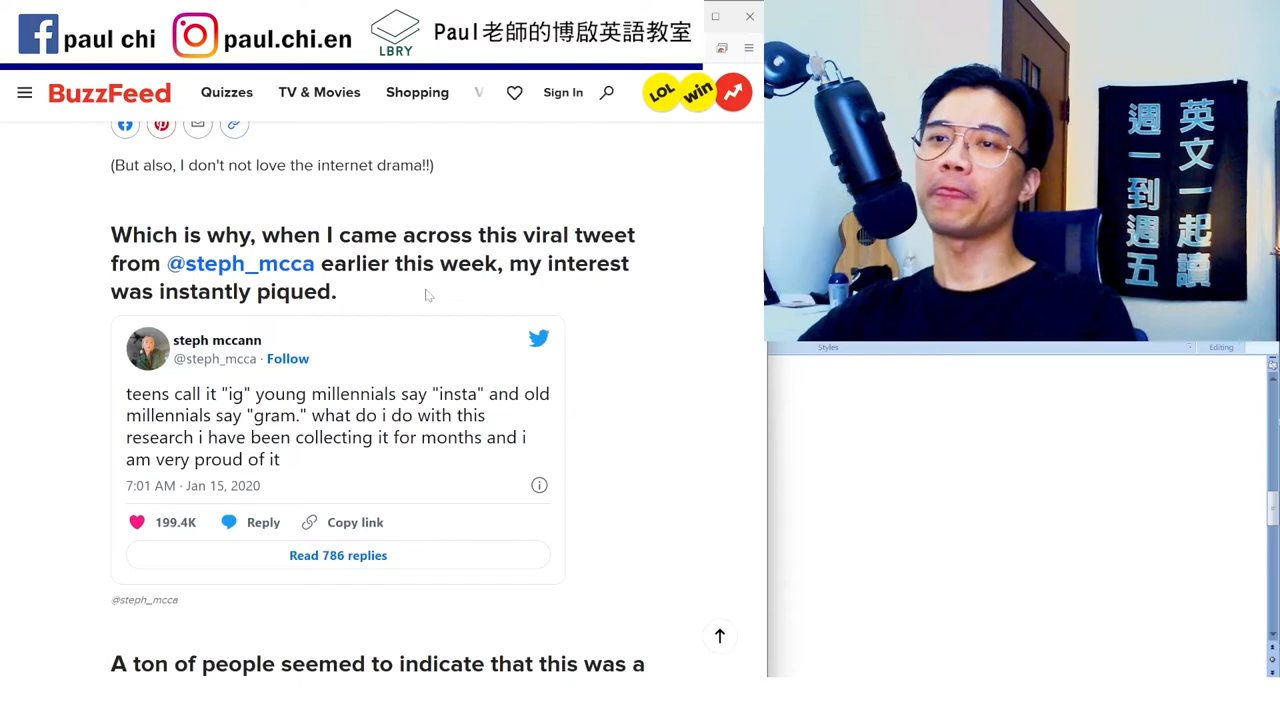 paul chi
paul.chi.en
LBRY
Paul老師的博啟英語教室
BuzzFeed
Quizzes
TV & Movies
Shopping
Sign In
LOL
win
(But also, I don't not love the internet drama!!)
Which is why, when I came across this viral tweet
from @steph_mcca earlier this week, my interest
was instantly piqued.
steph mccann
@steph_mcca · Follow
teens call it "ig" young millennials say "insta" and old
millennials say "gram." what do i do with this
research i have been collecting it for months and i
am very proud of it
7:01 AM · Jan 15, 2020
199.4K
Reply
Copy link
Read 786 replies
@steph_mcca
A ton of people seemed to indicate that this was a
英文一起讀
週一到週五
Styles
Editing